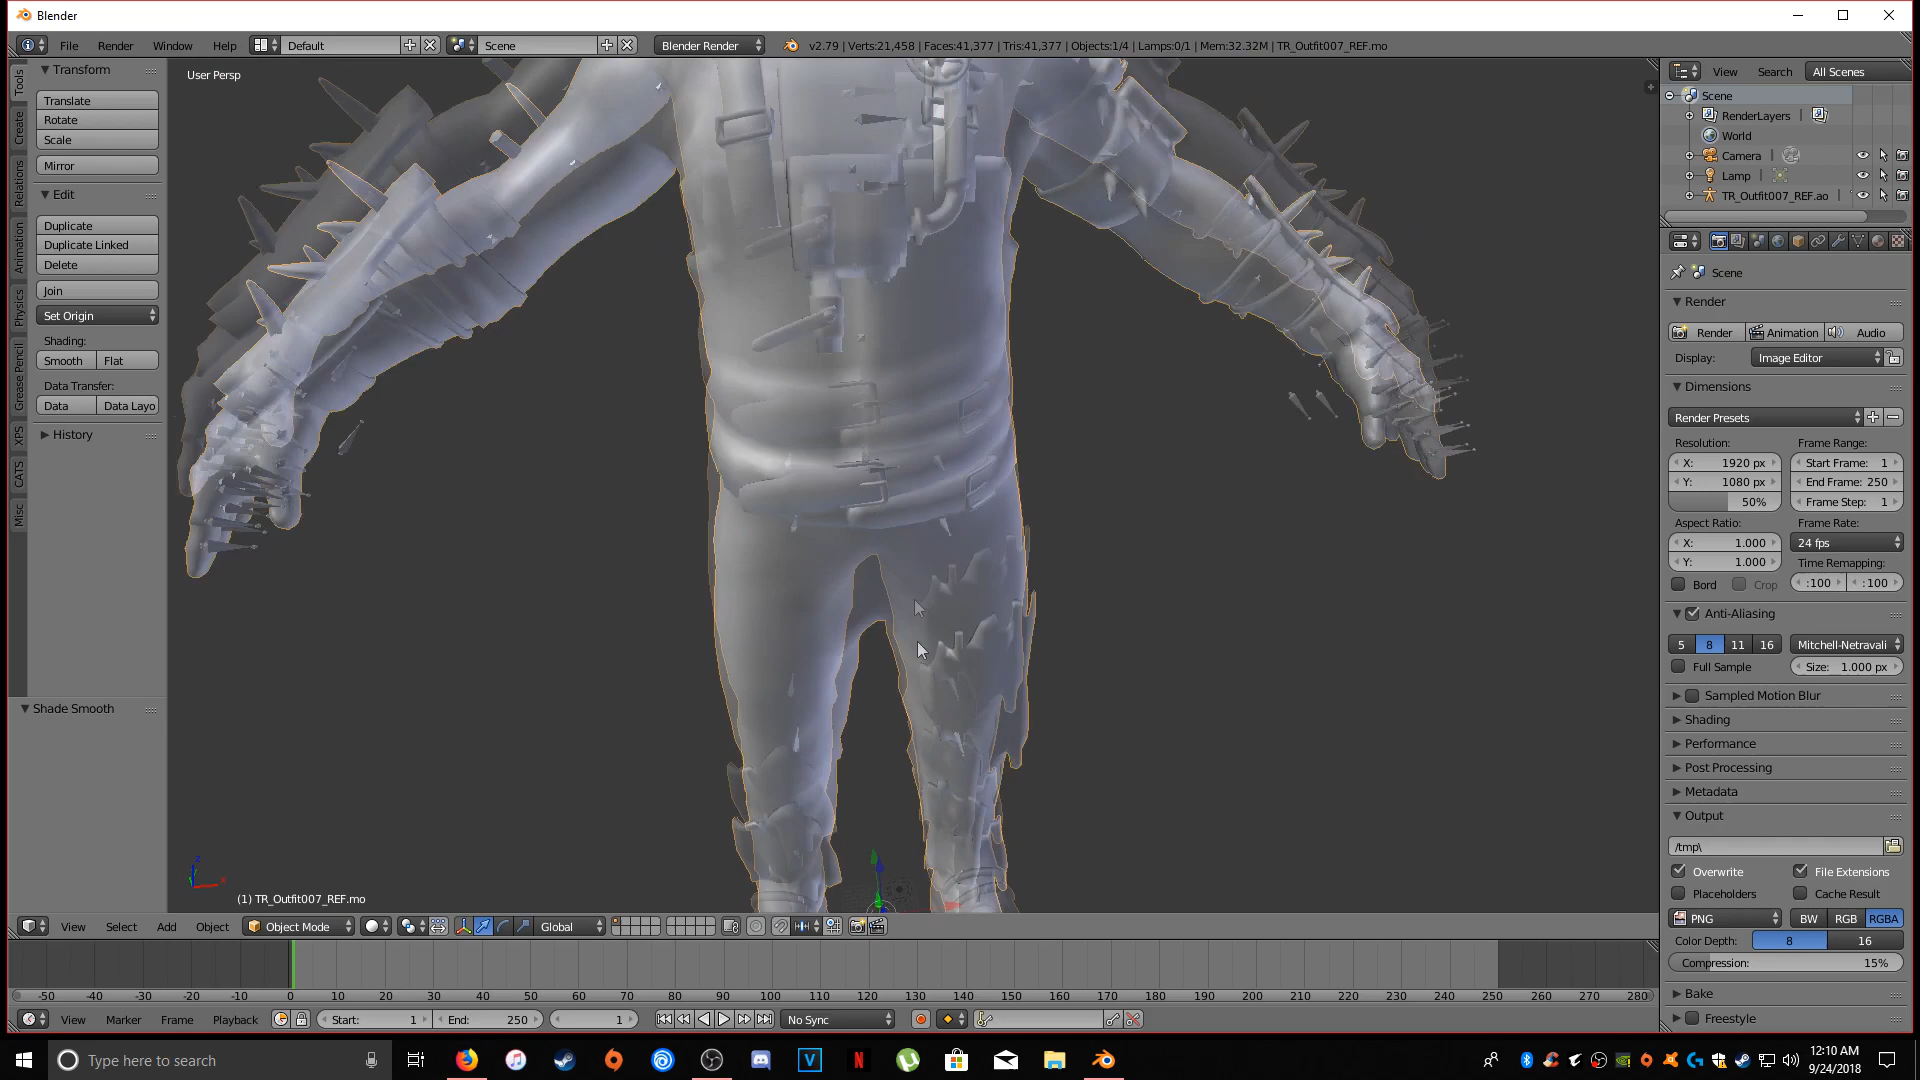 Blender
File Render Window Help Default Scene Blender Render v2.79 | Verts:21,458 | Faces:41,377 | Tris:41,377 | Objects:1/4 | Lamps:0/1 | Mem:32.32M | TR_Outfit007_REF.mo
Transform
Translate
Rotate
Scale
Mirror
Edit
Duplicate
Duplicate Linked
Delete
Join
Set Origin
Shading:
Smooth Flat
Data Transfer:
Data Data Layo
History
Shade Smooth
Tools
Create
Relations
Animation
Physics
Grease Pencil
XPS
CATS
Misc
User Persp
z
x
(1) TR_Outfit007_REF.mo
View Select Add Object Object Mode Global
View Search All Scenes
Scene
RenderLayers
World
Camera
Lamp
TR_Outfit007_REF.ao
Scene
Render
Render Animation Audio
Display: Image Editor
Dimensions
Render Presets
Resolution: Frame Range:
X: 1920 px Start Frame: 1
Y: 1080 px End Frame: 250
50% Frame Step: 1
Aspect Ratio: Frame Rate:
X: 1.000 24 fps
Y: 1.000 Time Remapping:
Bord Crop :100 :100
Anti-Aliasing
5 8 11 16 Mitchell-Netravali
Full Sample Size: 1.000 px
Sampled Motion Blur
Shading
Performance
Post Processing
Metadata
Output
/tmp\
Overwrite File Extensions
Placeholders Cache Result
PNG BW RGB RGBA
Color Depth: 8 16
Compression: 15%
Bake
Freestyle
-50 -40 -30 -20 -10 0 10 20 30 40 50 60 70 80 90 100 110 120 130 140 150 160 170 180 190 200 210 220 230 240 250 260 270 280
View Marker Frame Playback Start: 1 End: 250 1 No Sync
Type here to search
12:10 AM
9/24/2018